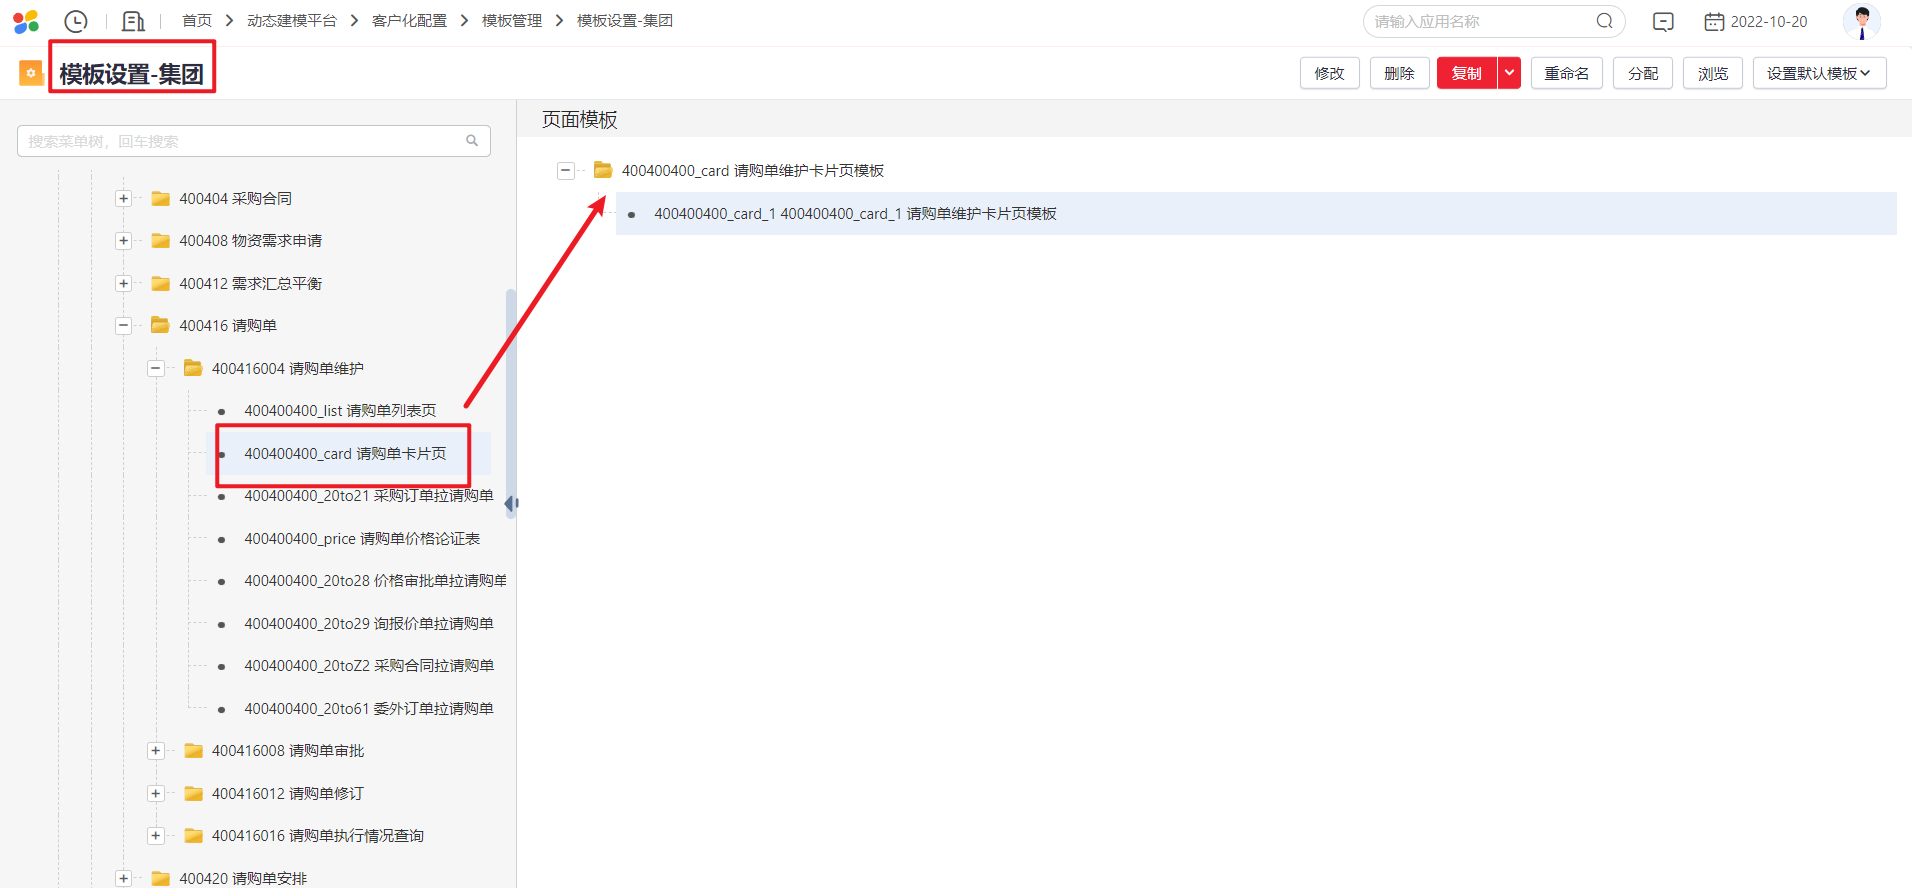 首页 > 动态建模平台 > 客户化配置 > 模板管理 > 模板设置-集团
请输入应用名称
2022-10-20
模板设置-集团
修改 删除 复制 重命名 分配 浏览 设置默认模板
搜索菜单树，回车搜索
400404 采购合同
400408 物资需求申请
400412 需求汇总平衡
400416 请购单
400416004 请购单维护
400400400_list 请购单列表页
400400400_card 请购单卡片页
400400400_20to21 采购订单拉请购单
400400400_price 请购单价格论证表
400400400_20to28 价格审批单拉请购单
400400400_20to29 询报价单拉请购单
400400400_20toZ2 采购合同拉请购单
400400400_20to61 委外订单拉请购单
400416008 请购单审批
400416012 请购单修订
400416016 请购单执行情况查询
400420 请购单安排
页面模板
400400400_card 请购单维护卡片页模板
400400400_card_1 400400400_card_1 请购单维护卡片页模板